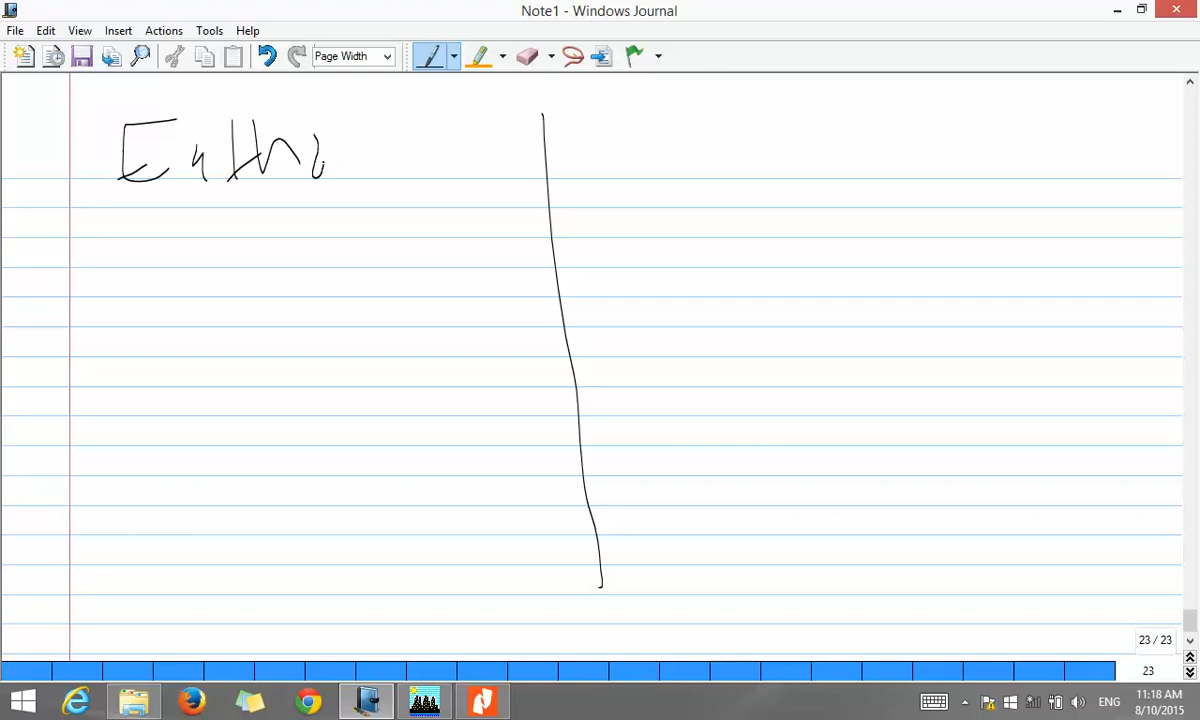 Note1 - Windows Journal
File Edit View Insert Actions Tools Help
Page Width
23 / 23
23
ENG
11:18 AM
8/10/2015